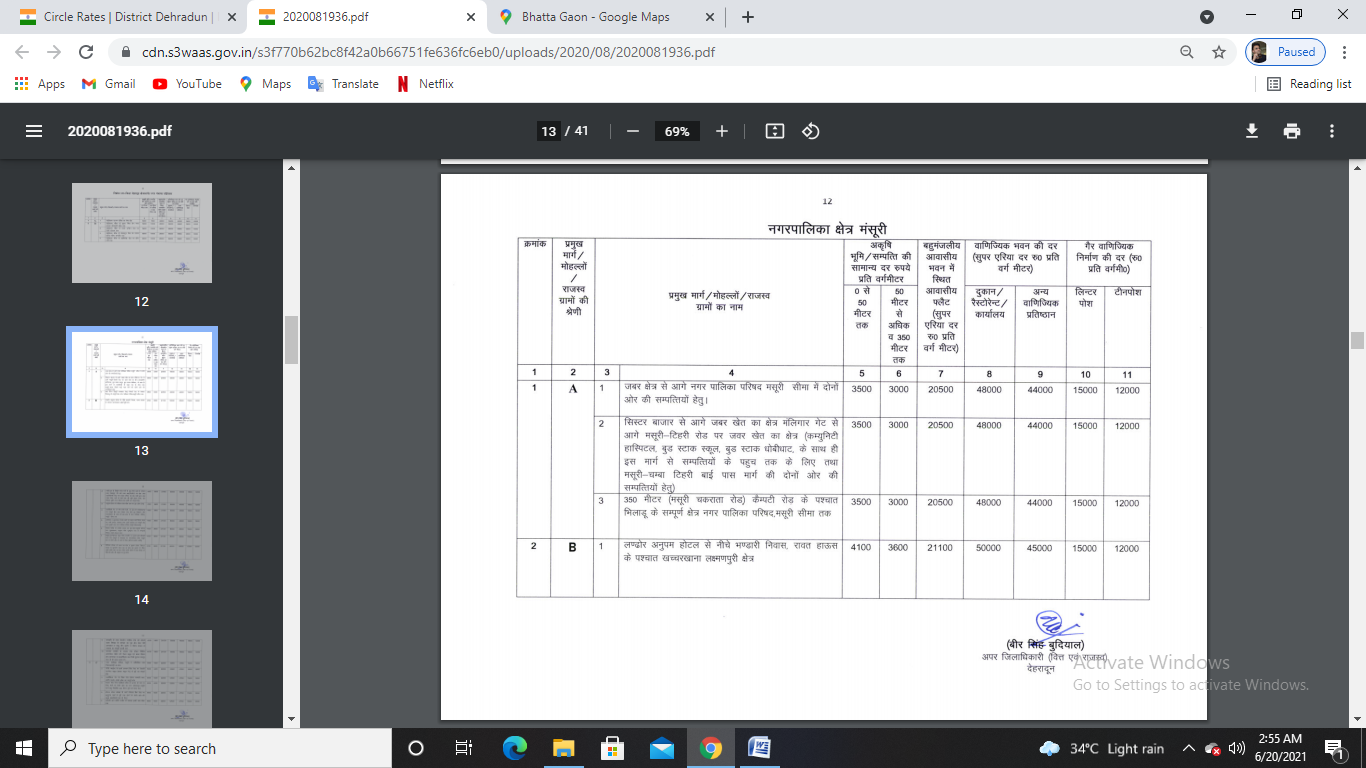 Circle Rates | District Dehradun |
2020081936.pdf
Bhatta Gaon - Google Maps
cdn.s3waas.gov.in/s3f770b62bc8f42a0b66751fe636fc6eb0/uploads/2020/08/2020081936.pdf
Paused
Apps Gmail YouTube Maps Translate Netflix Reading list
2020081936.pdf
13 / 41
69%
12
13
14
12
नगरपालिका क्षेत्र मंसूरी
क्रमांक
प्रमुख
मार्ग/
मोहल्लों
/
राजस्व
ग्रामों की
श्रेणी
प्रमुख मार्ग/मोहल्लों/राजस्व
ग्रामों का नाम
अकृषि
भूमि/सम्पति की
सामान्य दर रुपये
प्रति वर्गमीटर
0 से
50
मीटर
तक
50
मीटर
से
अधिक
व 350
मीटर
तक
बहुमंजलीय
आवासीय
भवन में
स्थित
आवासीय
फ्लैट
(सुपर
एरिया दर
रु0 प्रति
वर्ग मीटर)
वाणिज्यिक भवन की दर
(सुपर एरिया दर रु0 प्रति
वर्ग मीटर)
दुकान/
रैस्टोरेन्ट/
कार्यालय
अन्य
वाणिज्यिक
प्रतिष्ठान
गैर वाणिज्यिक
निर्माण की दर (रु0
प्रति वर्गमी0)
लिन्टर
पोश
टीनपोश
1 2 3 4 5 6 7 8 9 10 11
1 A 1 जबर क्षेत्र से आगे नगर पालिका परिषद मसूरी सीमा में दोनों 3500 3000 20500 48000 44000 15000 12000
ओर की सम्पत्तियों हेतु।
2 सिस्टर बाजार से आगे जबर खेत का क्षेत्र मंलिगार गेट से 3500 3000 20500 48000 44000 15000 12000
आगे मसूरी–टिहरी रोड पर जवर खेत का क्षेत्र (कम्युनिटी
हास्पिटल, बुड स्टाक स्कूल, बुड स्टाक धोबीघाट, के साथ ही
इस मार्ग से सम्पत्तियों के पहुच तक के लिए तथा
मसूरी–चम्बा टिहरी बाई पास मार्ग की दोनों ओर की
सम्पत्तियों हेतु)
3 350 मीटर (मसूरी चकराता रोड) कैम्पटी रोड के पश्चात 3500 3000 20500 48000 44000 15000 12000
भिलाडू के सम्पूर्ण क्षेत्र नगर पालिका परिषद,मसूरी सीमा तक
2 B 1 लण्ढोर अनुपम होटल से नीचे भण्डारी निवास, रावत हाऊस 4100 3600 21100 50000 45000 15000 12000
के पश्चात खच्चरखाना लक्ष्मणपुरी क्षेत्र
(बीर सिंह बुदियाल)
अपर जिलाधिकारी (वित्त एवं राजस्व)
देहरादून
Activate Windows
Go to Settings to activate Windows.
Type here to search
34°C Light rain
2:55 AM
6/20/2021
1